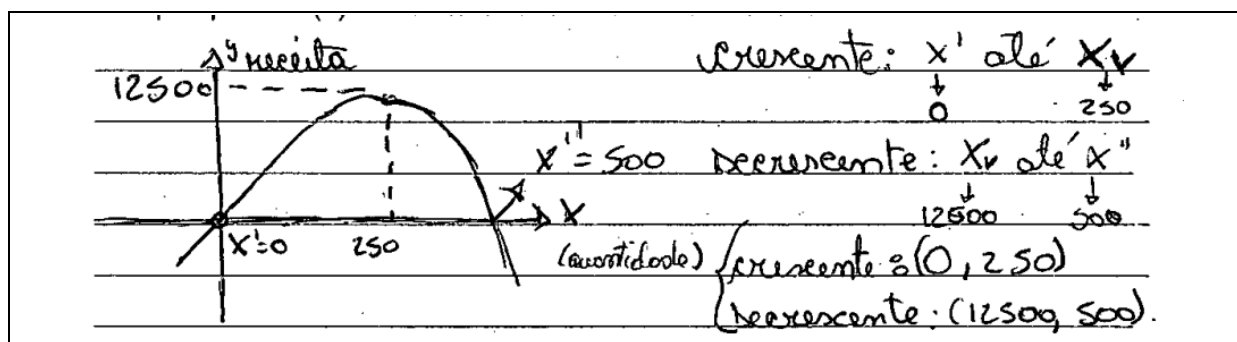 y receita
12500
Crescente: x' até Xv
0 250
x'' = 500
Decrescente: Xv até x''
12500 500
X
x'=0 250
(quantidade)
Crescente: (0, 250)
Decrescente: (12500, 500).